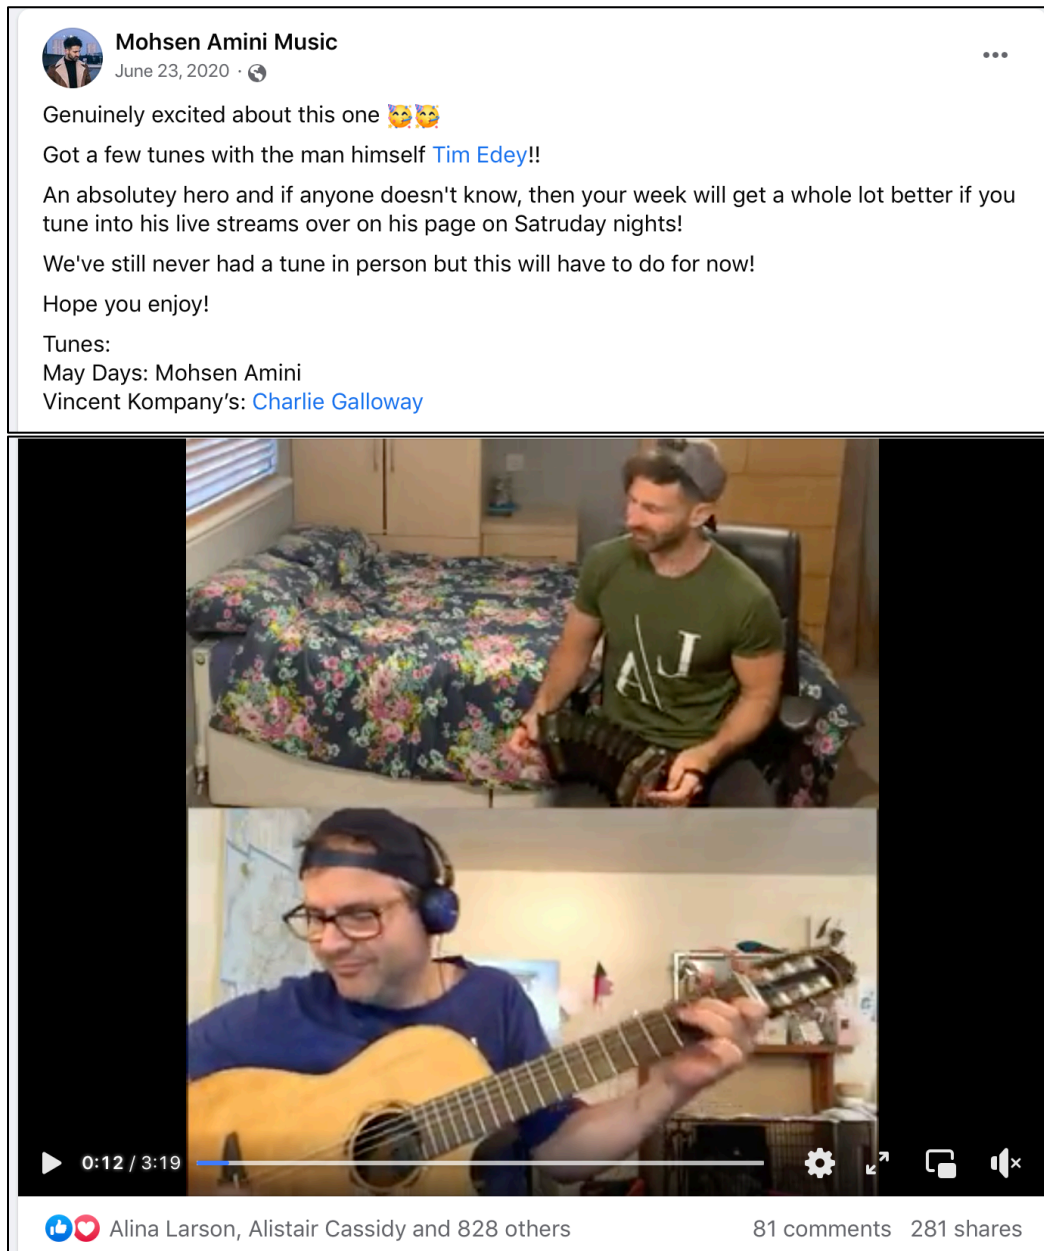 Mohsen Amini Music
June 23, 2020 ·
Genuinely excited about this one 🥳🥳
Got a few tunes with the man himself Tim Edey!!
An absolutey hero and if anyone doesn't know, then your week will get a whole lot better if you
tune into his live streams over on his page on Satruday nights!
We've still never had a tune in person but this will have to do for now!
Hope you enjoy!
Tunes:
May Days: Mohsen Amini
Vincent Kompany’s: Charlie Galloway
A|J
0:12 / 3:19
Alina Larson, Alistair Cassidy and 828 others
81 comments 281 shares